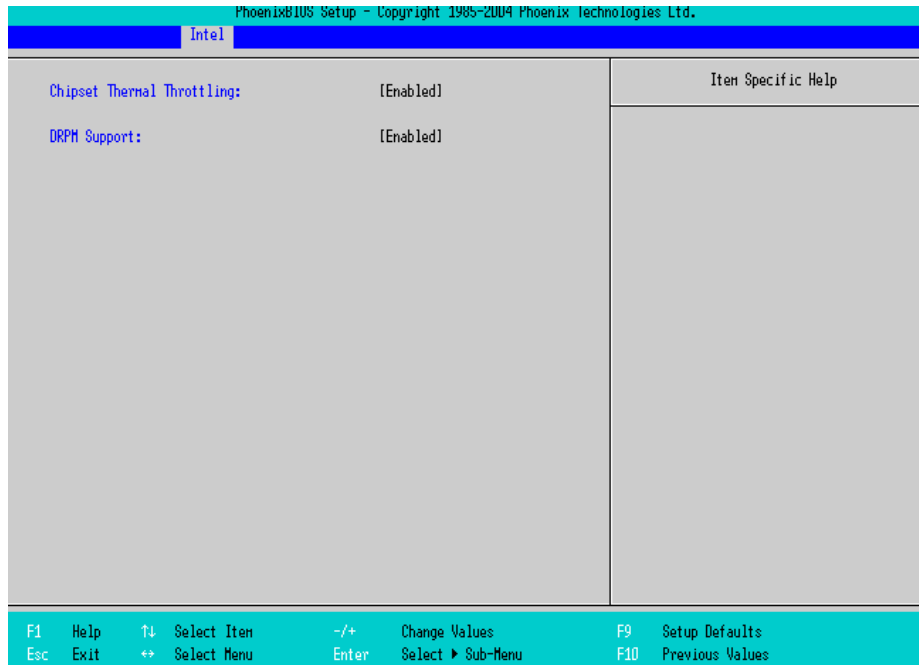 PhoenixBIOS Setup - Copyright 1985-2004 Phoenix Technologies Ltd.
Intel
Item Specific Help
Chipset Thermal Throttling: [Enabled]
DRPM Support: [Enabled]
F1 Help ↑↓ Select Item -/+ Change Values F9 Setup Defaults
Esc Exit ↔ Select Menu Enter Select ▶ Sub-Menu F10 Previous Values